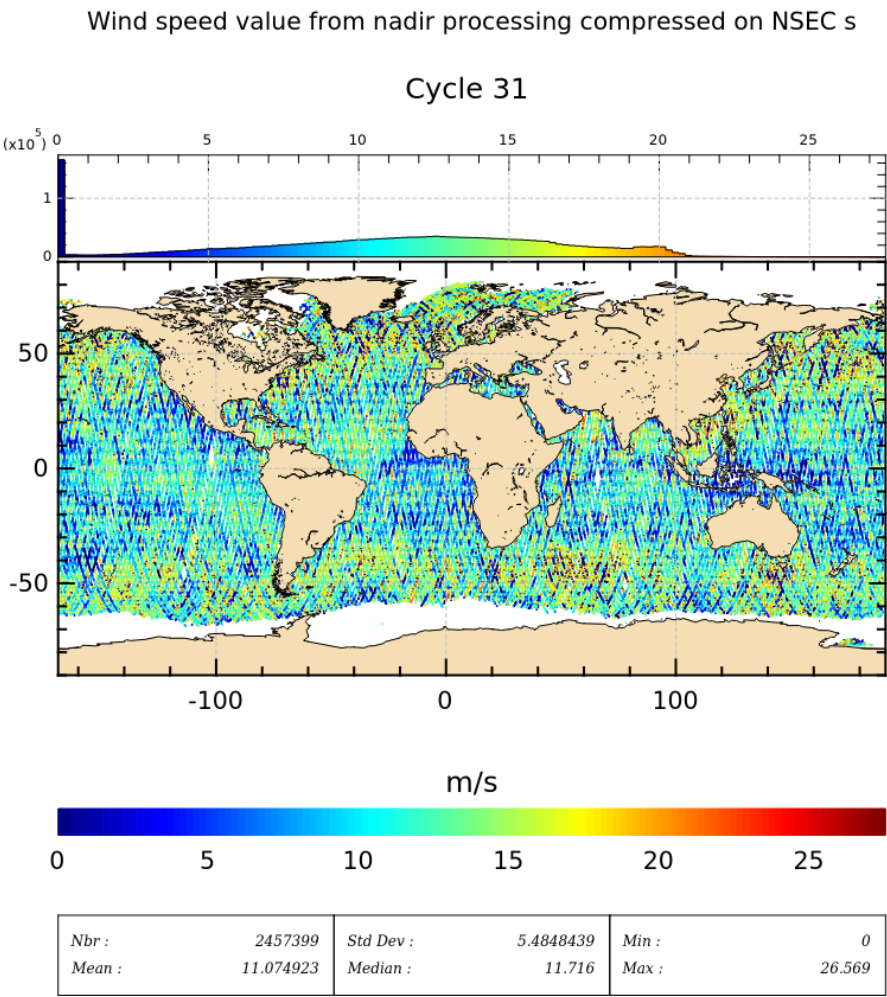 Wind speed value from nadir processing compressed on NSEC s
Cycle 31
(x10^5) 0 5 10 15 20 25
1
0
50
0
-50
-100 0 100
m/s
0 5 10 15 20 25
Nbr : 2457399 Std Dev : 5.4848439 Min : 0
Mean : 11.074923 Median : 11.716 Max : 26.569